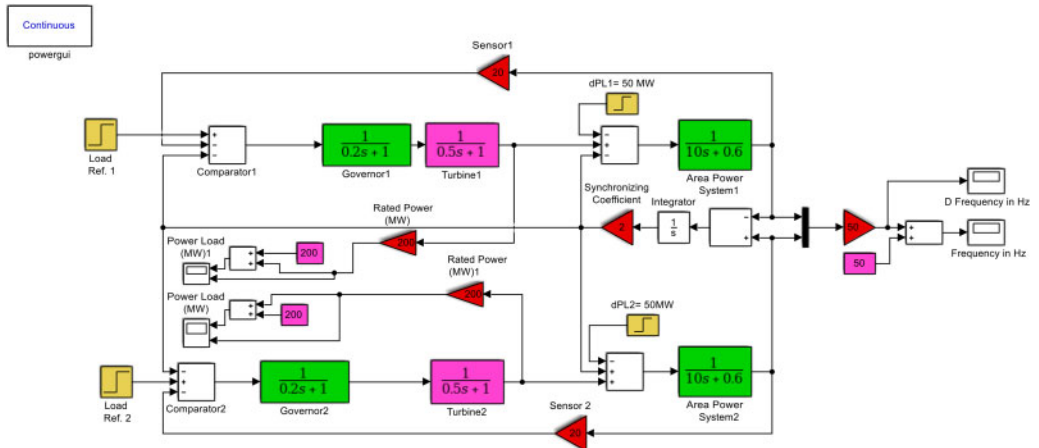 Continuous
powergui
Sensor1
20
dPL1= 50 MW
Load
Ref. 1
+
−
−
Comparator1
1
0.2s + 1
Governor1
1
0.5s + 1
Turbine1
−
+
−
1
10s + 0.6
Area Power
System1
Synchronizing
Coefficient
2
Integrator
1
s
−
+
50
50
+
+
D Frequency in Hz
Frequency in Hz
Rated Power
(MW)
200
Power Load
(MW)1
+
+
200
Rated Power
(MW)1
200
Power Load
(MW)
+
+
200
dPL2= 50MW
Load
Ref. 2
−
+
−
Comparator2
1
0.2s + 1
Governor2
1
0.5s + 1
Turbine2
−
+
+
1
10s + 0.6
Area Power
System2
Sensor 2
20